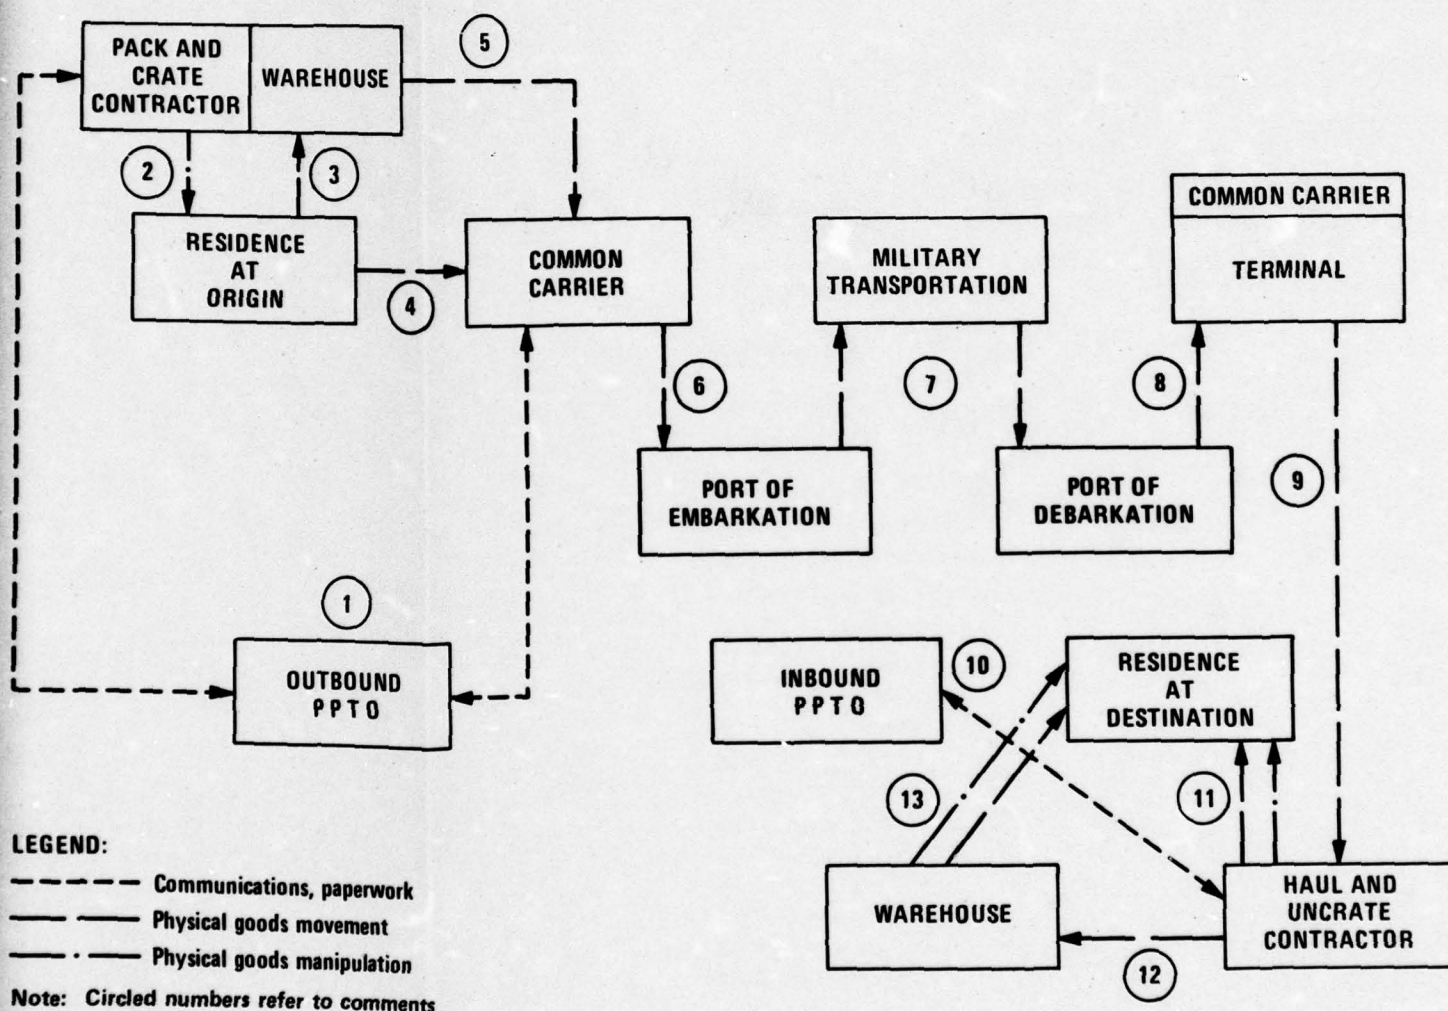 PACK AND
CRATE
CONTRACTOR
WAREHOUSE
5
2
3
RESIDENCE
AT
ORIGIN
4
COMMON
CARRIER
MILITARY
TRANSPORTATION
COMMON CARRIER
TERMINAL
6
7
8
9
PORT OF
EMBARKATION
PORT OF
DEBARKATION
1
OUTBOUND
PPTO
INBOUND
PPTO
10
RESIDENCE
AT
DESTINATION
13
11
WAREHOUSE
HAUL AND
UNCRATE
CONTRACTOR
12
LEGEND:
Communications, paperwork
Physical goods movement
Physical goods manipulation
Note: Circled numbers refer to comments